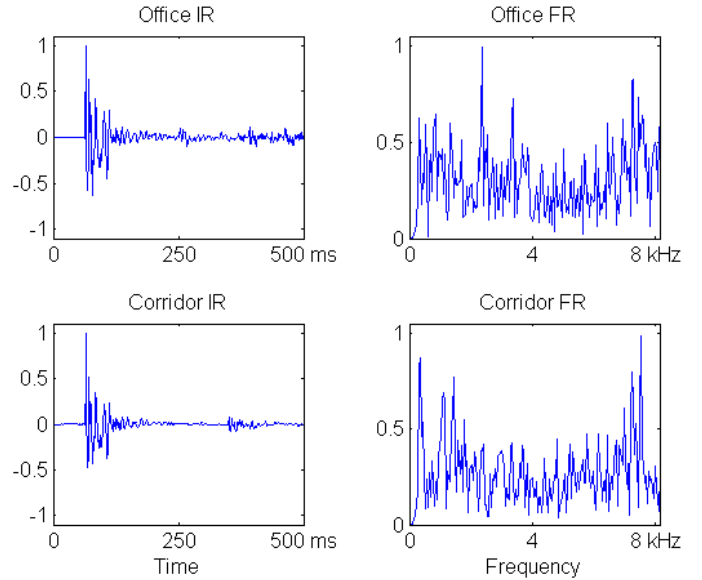 Office IR
Office FR
1
0.5
0
-0.5
-1
0
250
500 ms
1
0.5
0
0
4
8 kHz
Corridor IR
Corridor FR
1
0.5
0
-0.5
-1
0
250
500 ms
Time
1
0.5
0
0
4
8 kHz
Frequency